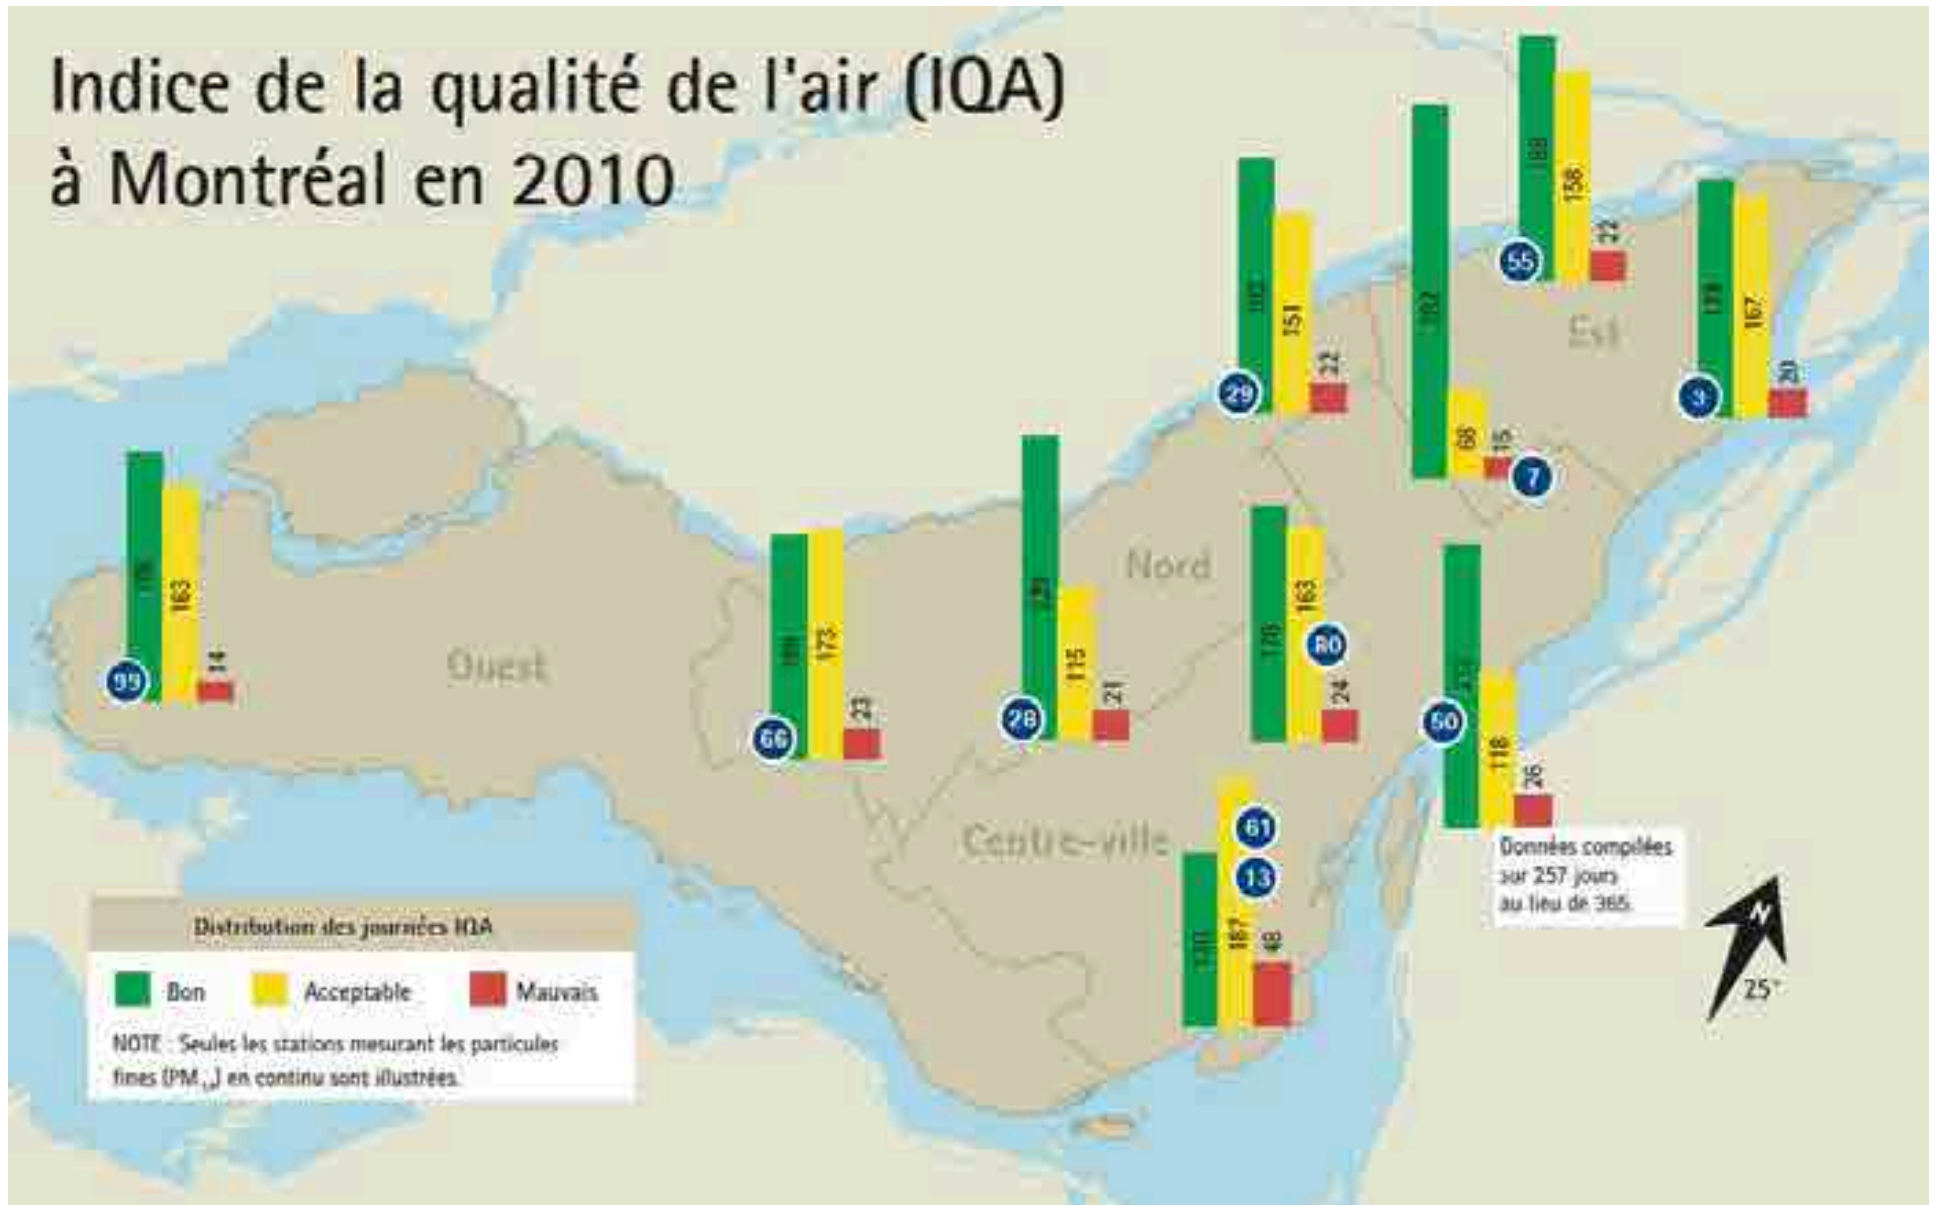 Indice de la qualité de l'air (IQA)
à Montréal en 2010
188
158
22
55
151
22
29
68
15
7
167
20
3
Est
163
14
99
Ouest
173
23
66
115
21
28
Nord
163
80
24
118
26
50
Données compilées
sur 257 jours
au lieu de 365.
Centre-ville
61
13
187
48
N
25°
Distribution des journées IQA
Bon
Acceptable
Mauvais
NOTE : Seules les stations mesurant les particules
fines (PM) en continu sont illustrées.